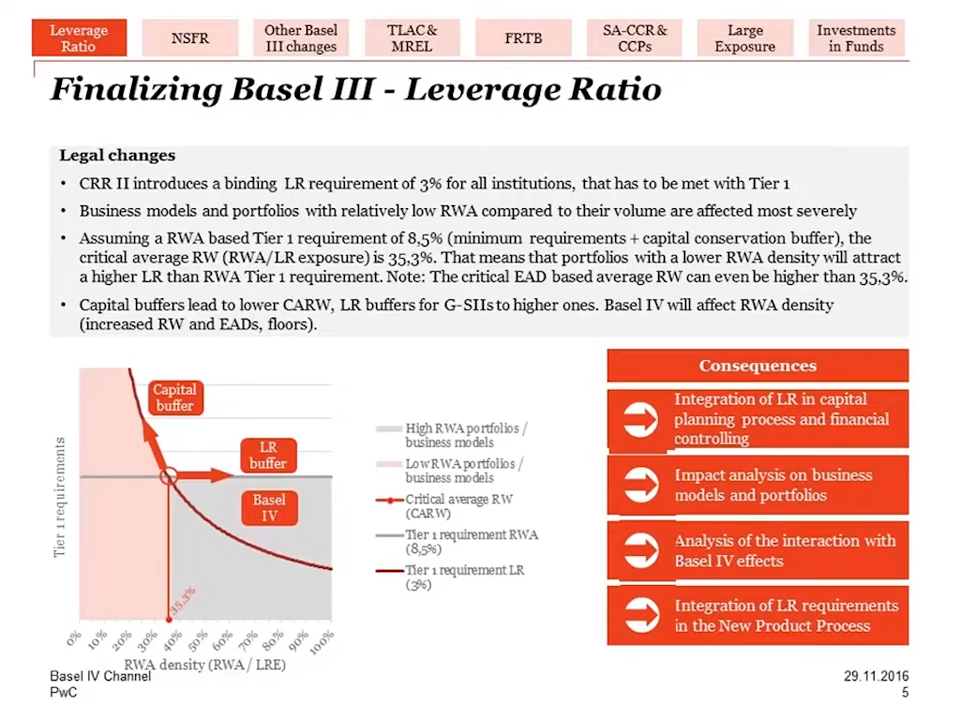 Leverage Ratio
NSFR
Other Basel III changes
TLAC & MREL
FRTB
SA-CCR & CCPs
Large Exposure
Investments in Funds
Finalizing Basel III - Leverage Ratio
Legal changes
• CRR II introduces a binding LR requirement of 3% for all institutions, that has to be met with Tier 1
• Business models and portfolios with relatively low RWA compared to their volume are affected most severely
• Assuming a RWA based Tier 1 requirement of 8,5% (minimum requirements + capital conservation buffer), the
critical average RW (RWA/LR exposure) is 35,3%. That means that portfolios with a lower RWA density will attract
a higher LR than RWA Tier 1 requirement. Note: The critical EAD based average RW can even be higher than 35,3%.
• Capital buffers lead to lower CARW, LR buffers for G-SIIs to higher ones. Basel IV will affect RWA density
(increased RW and EADs, floors).
Tier 1 requirements
Capital
buffer
LR
buffer
Basel
IV
35,3%
0%
10%
20%
30%
40%
50%
60%
70%
80%
90%
100%
RWA density (RWA / LRE)
High RWA portfolios /
business models
Low RWA portfolios /
business models
Critical average RW
(CARW)
Tier 1 requirement RWA
(8,5%)
Tier 1 requirement LR
(3%)
Consequences
Integration of LR in capital
planning process and financial
controlling
Impact analysis on business
models and portfolios
Analysis of the interaction with
Basel IV effects
Integration of LR requirements
in the New Product Process
Basel IV Channel
PwC
29.11.2016
5